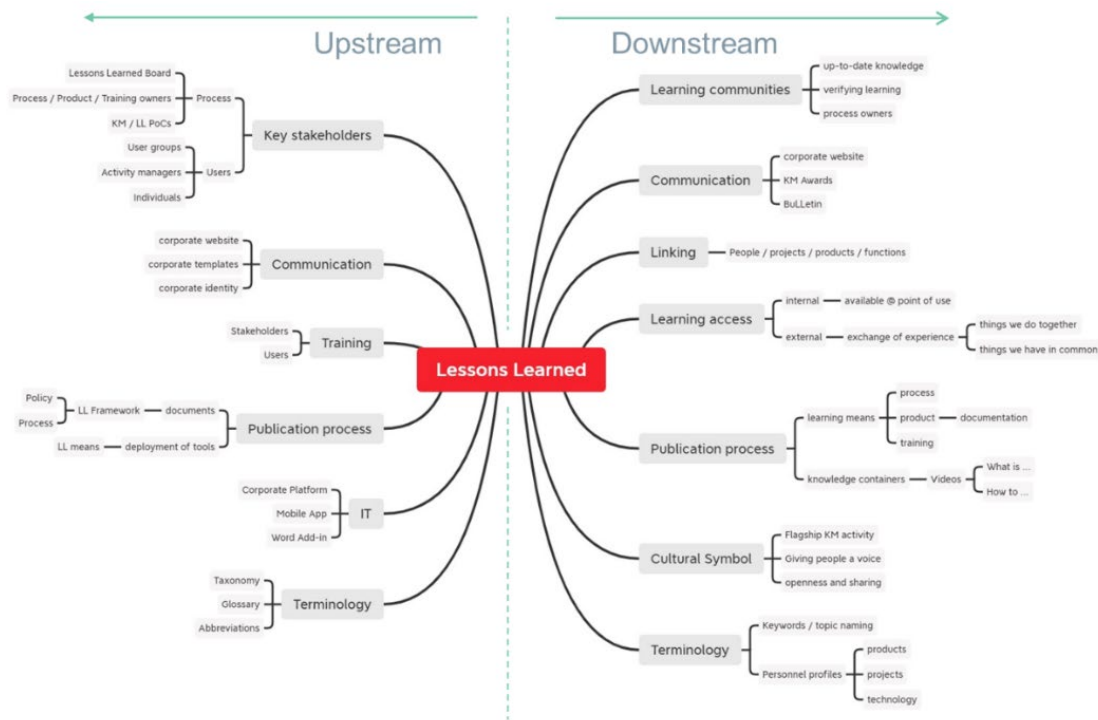 Upstream
Downstream
Lessons Learned
Key stakeholders
Process
Lessons Learned Board
Process / Product / Training owners
KM / LL PoCs
Users
User groups
Activity managers
Individuals
Communication
corporate website
corporate templates
corporate identity
Training
Stakeholders
Users
Publication process
documents
LL Framework
Policy
Process
deployment of tools
LL means
IT
Corporate Platform
Mobile App
Word Add-in
Terminology
Taxonomy
Glossary
Abbreviations
Learning communities
up-to-date knowledge
verifying learning
process owners
Communication
corporate website
KM Awards
BuLLetin
Linking
People / projects / products / functions
Learning access
internal
available @ point of use
external
exchange of experience
things we do together
things we have in common
Publication process
learning means
process
product
documentation
training
knowledge containers
Videos
What is ...
How to ...
Cultural Symbol
Flagship KM activity
Giving people a voice
openness and sharing
Terminology
Keywords / topic naming
Personnel profiles
products
projects
technology